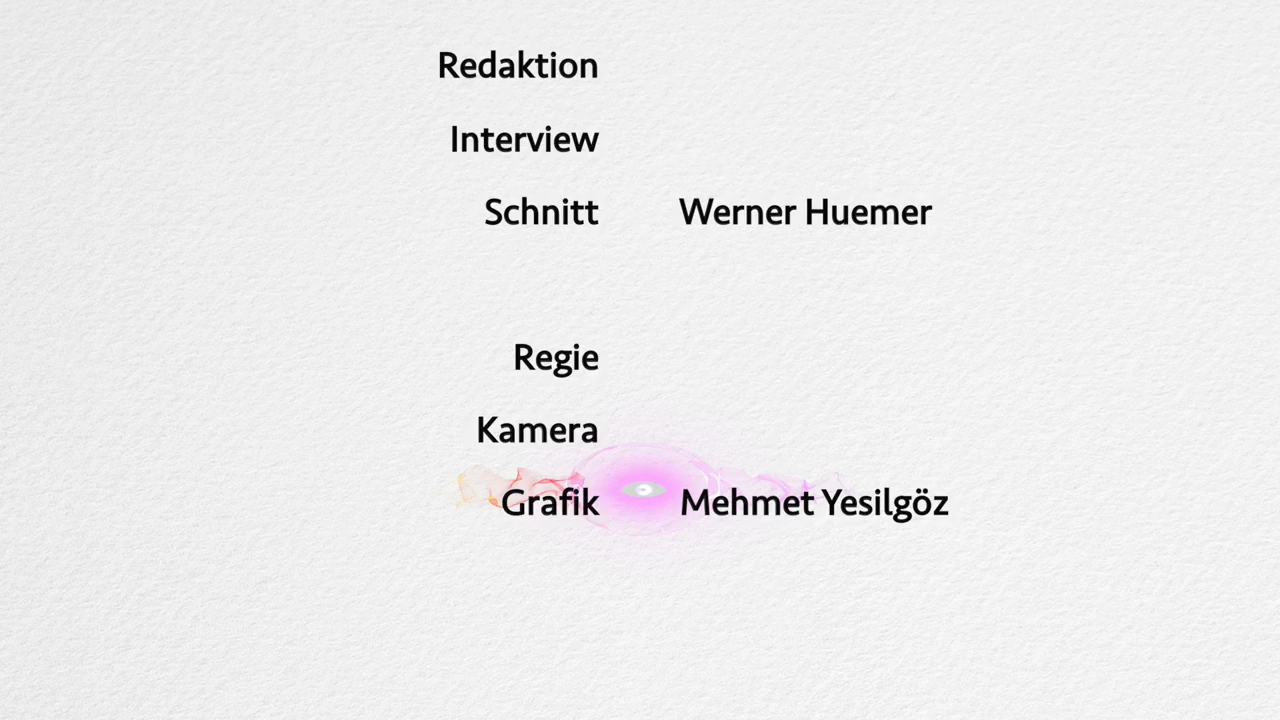 Redaktion
Interview
Schnitt Werner Huemer
Regie
Kamera
Grafik Mehmet Yesilgöz